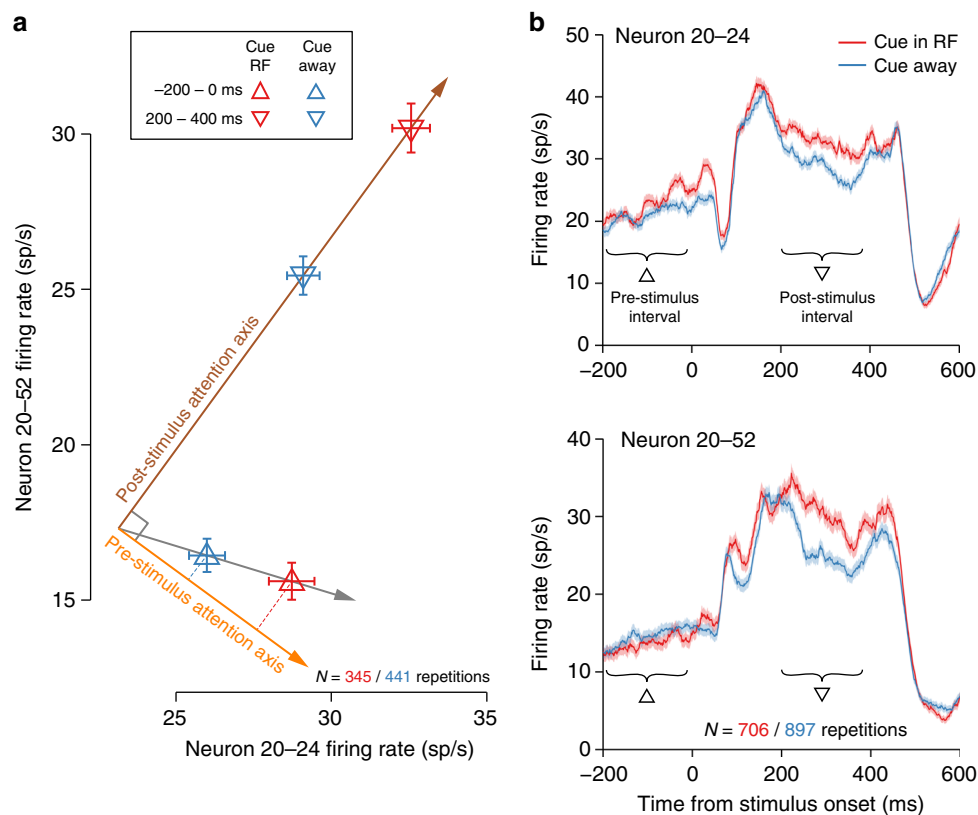 a
Cue
RF
Cue
away
−200 – 0 ms
200 – 400 ms
30
25
20
15
Neuron 20–52 firing rate (sp/s)
Post-stimulus attention axis
Pre-stimulus attention axis
N = 345 / 441 repetitions
25
30
35
Neuron 20–24 firing rate (sp/s)
b
Neuron 20–24
Cue in RF
Cue away
50
40
30
20
10
0
Firing rate (sp/s)
Pre-stimulus
interval
Post-stimulus
interval
−200
0
200
400
600
Neuron 20–52
40
30
20
10
0
Firing rate (sp/s)
N = 706 / 897 repetitions
−200
0
200
400
600
Time from stimulus onset (ms)